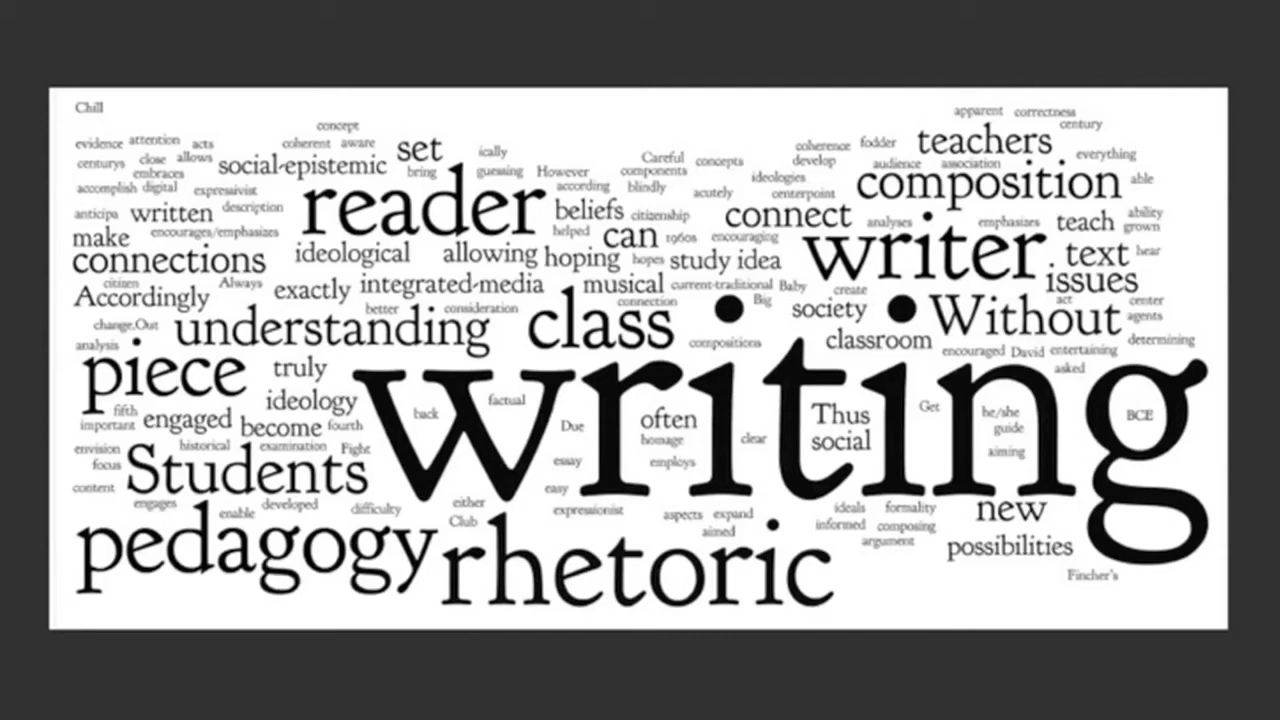 Chill
concept
apparent correctness
century
evidence attention acts
coherent aware
set
ically
coherence fodder
teachers
centurys close allows
social-epistemic
bring
guessing However
Careful concepts
develop
audience association
everything
embraces
components
accomplish digital expressivist
reader
according blindly
acutely
ideologies
centerpoint
composition
able
anticipa written description
beliefs citizenship
connect
analyses emphasizes teach ability
grown
make encourages/emphasizes
helped can 1960s encouraging
writer
connections
ideological allowing hoping hopes study idea
text hear
citizen Always
exactly integrated-media musical current-traditional Baby
create
issues
Accordingly
better consideration
connection
Big
society
act center
change.Out
understanding
class
Without
agents
analysis
compositions
classroom
encouraged David entertaining determining
piece
truly
asked
writing
ideology
back factual
often
Thus
Get
he/she
BCE
fifth
important
engaged become fourth
Due
homage
clear
social
guide
envision
historical examination Fight
aiming
focus
Students
essay
employs
content
easy
engages
enable developed difficulty
either
expressionist
aspects expand
ideals formality
new
Club
aimed
informed composing
pedagogy
rhetoric
argument
possibilities
Fincher's